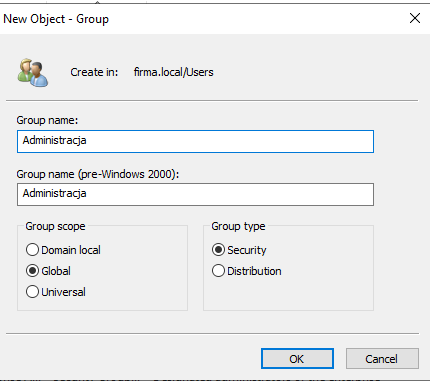 New Object - Group
Create in: firma.local/Users
Group name:
Administracja
Group name (pre-Windows 2000):
Administracja
Group scope
Domain local
Global
Universal
Group type
Security
Distribution
OK
Cancel